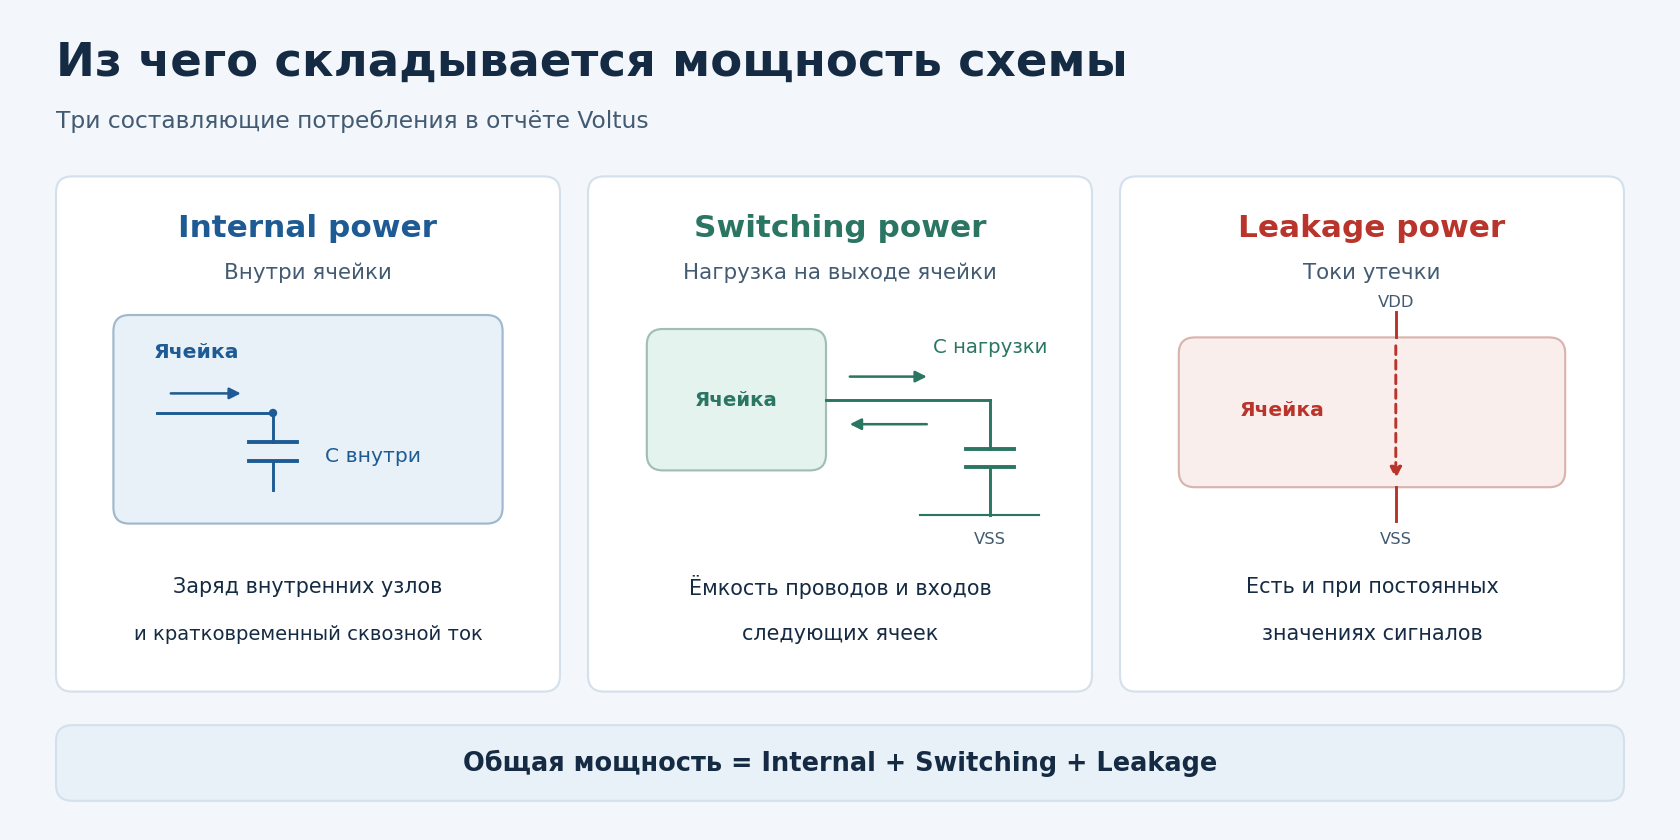 Из чего складывается мощность схемы
Три составляющие потребления в отчёте Voltus
Internal power
Внутри ячейки
Ячейка
C внутри
Заряд внутренних узлов
и кратковременный сквозной ток
Switching power
Нагрузка на выходе ячейки
C нагрузки
Ячейка
VSS
Ёмкость проводов и входов
следующих ячеек
Leakage power
Токи утечки
VDD
Ячейка
VSS
Есть и при постоянных
значениях сигналов
Общая мощность = Internal + Switching + Leakage